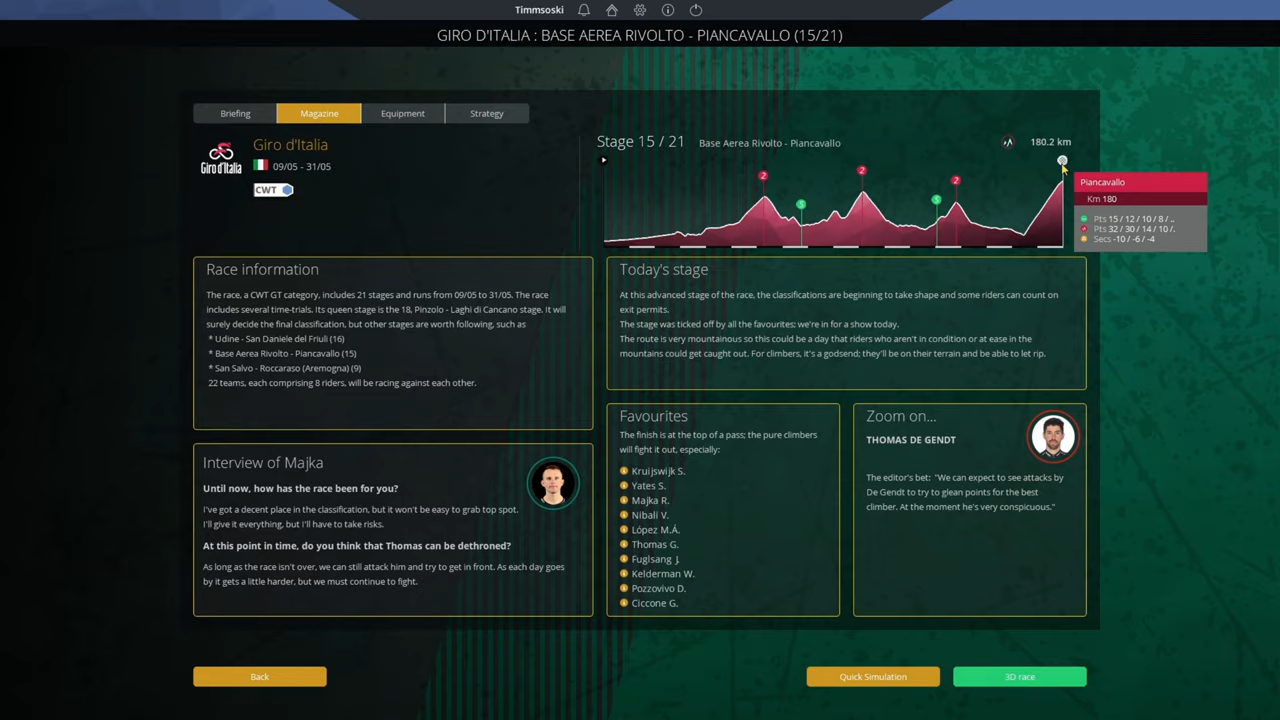 Timmsoski
GIRO D'ITALIA : BASE AEREA RIVOLTO - PIANCAVALLO (15/21)
Briefing
Magazine
Equipment
Strategy
Giro d'Italia
Giro d'Italia
09/05 - 31/05
CWT
Stage 15 / 21
Base Aerea Rivolto - Piancavallo
180.2 km
2
S
2
S
2
Piancavallo
Km 180
Pts 15 / 12 / 10 / 8 / ..
Pts 32 / 30 / 14 / 10 /.
Secs -10 / -6 / -4
Race information
The race, a CWT GT category, includes 21 stages and runs from 09/05 to 31/05. The race
includes several time-trials. Its queen stage is the 18, Pinzolo - Laghi di Cancano stage. It will
surely decide the final classification, but other stages are worth following, such as
* Udine - San Daniele del Friuli (16)
* Base Aerea Rivolto - Piancavallo (15)
* San Salvo - Roccaraso (Aremogna) (9)
22 teams, each comprising 8 riders, will be racing against each other.
Today's stage
At this advanced stage of the race, the classifications are beginning to take shape and some riders can count on
exit permits.
The stage was ticked off by all the favourites; we're in for a show today.
The route is very mountainous so this could be a day that riders who aren't in condition or at ease in the
mountains could get caught out. For climbers, it's a godsend; they'll be on their terrain and be able to let rip.
Interview of Majka
Until now, how has the race been for you?
I've got a decent place in the classification, but it won't be easy to grab top spot.
I'll give it everything, but I'll have to take risks.
At this point in time, do you think that Thomas can be dethroned?
As long as the race isn't over, we can still attack him and try to get in front. As each day goes
by it gets a little harder, but we must continue to fight.
Favourites
The finish is at the top of a pass; the pure climbers
will fight it out, especially:
Kruijswijk S.
Yates S.
Majka R.
Nibali V.
López M.Á.
Thomas G.
Fuglsang J.
Kelderman W.
Pozzovivo D.
Ciccone G.
Zoom on...
THOMAS DE GENDT
The editor's bet: "We can expect to see attacks by
De Gendt to try to glean points for the best
climber. At the moment he's very conspicuous."
Back
Quick Simulation
3D race